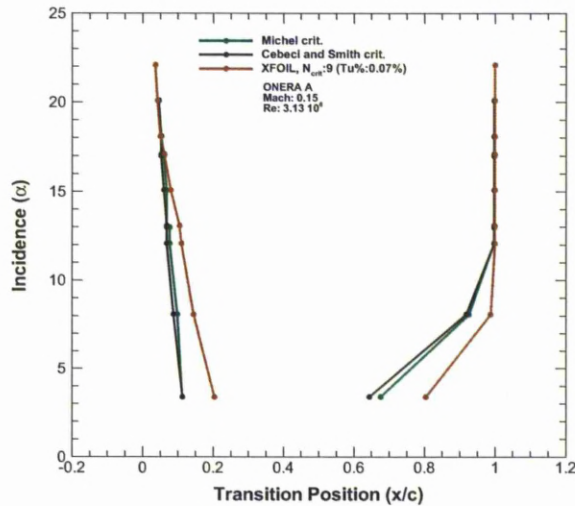 25
20
15
10
5
0
Incidence (α)
Michel crit.
Cebeci and Smith crit.
XFOIL, Ncrit:9 (Tu%:0.07%)
ONERA A
Mach: 0.15
Re: 3.13 10⁶
-0.2 0 0.2 0.4 0.6 0.8 1 1.2
Transition Position (x/c)